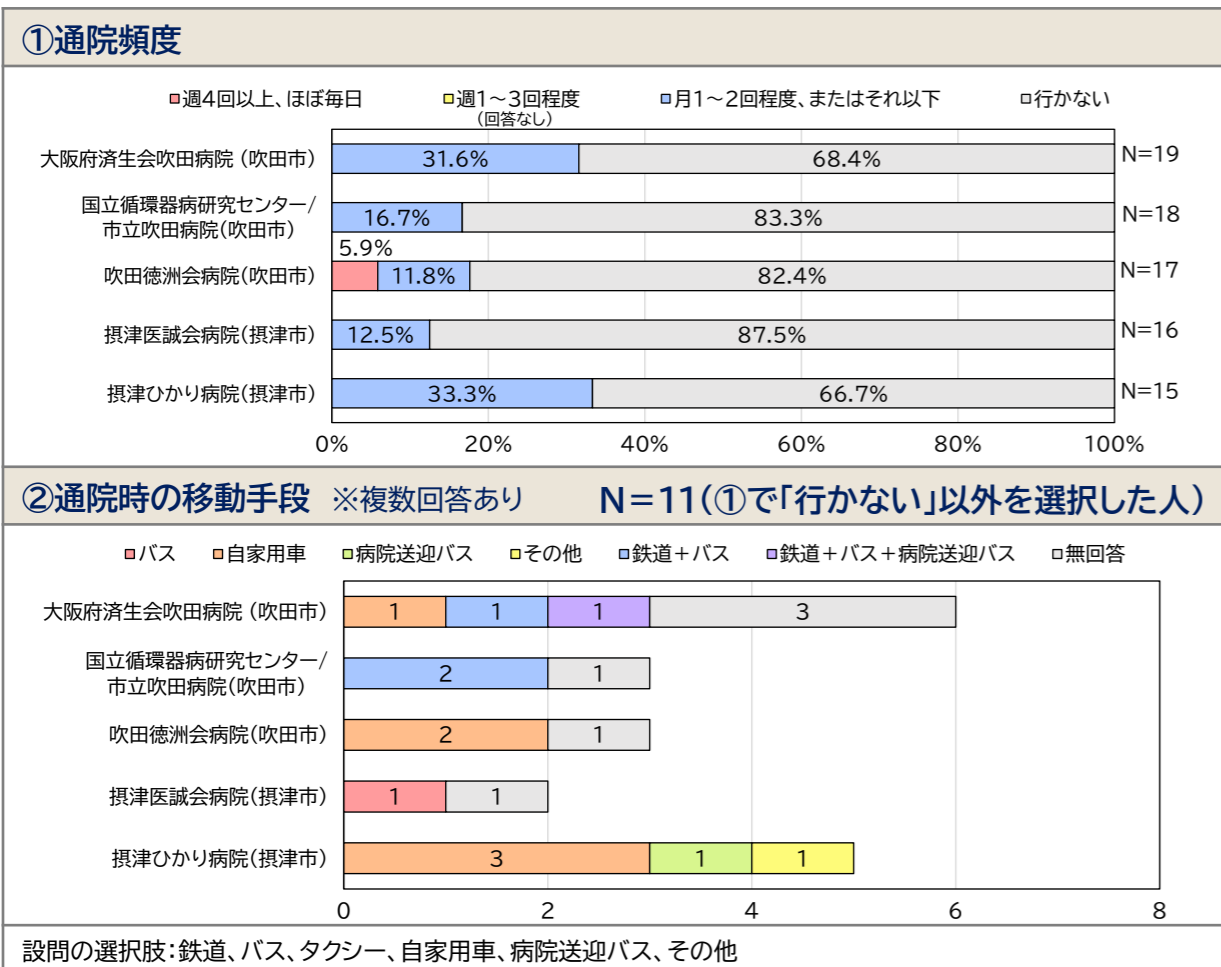 ①通院頻度
週4回以上、ほぼ毎日 週1~3回程度 月1~2回程度、またはそれ以下 行かない
(回答なし)
大阪府済生会吹田病院 (吹田市) 31.6% 68.4% N=19
国立循環器病研究センター/
市立吹田病院(吹田市) 16.7% 83.3% N=18
5.9%
吹田徳洲会病院(吹田市) 11.8% 82.4% N=17
摂津医誠会病院(摂津市) 12.5% 87.5% N=16
摂津ひかり病院(摂津市) 33.3% 66.7% N=15
0% 20% 40% 60% 80% 100%
②通院時の移動手段 ※複数回答あり N=11(①で「行かない」以外を選択した人)
バス 自家用車 病院送迎バス その他 鉄道+バス 鉄道+バス+病院送迎バス 無回答
大阪府済生会吹田病院 (吹田市) 1 1 1 3
国立循環器病研究センター/
市立吹田病院(吹田市) 2 1
吹田徳洲会病院(吹田市) 2 1
摂津医誠会病院(摂津市) 1 1
摂津ひかり病院(摂津市) 3 1 1
0 2 4 6 8
設問の選択肢:鉄道、バス、タクシー、自家用車、病院送迎バス、その他